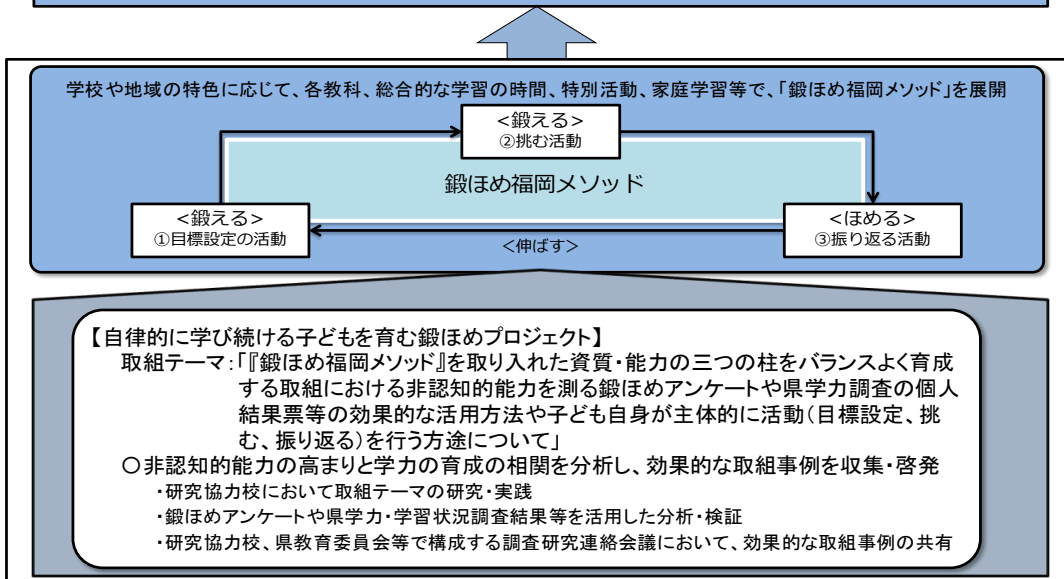 学校や地域の特色に応じて、各教科、総合的な学習の時間、特別活動、家庭学習等で、「鍛ほめ福岡メソッド」を展開
<鍛える>
②挑む活動
鍛ほめ福岡メソッド
<鍛える>
①目標設定の活動
<ほめる>
③振り返る活動
<伸ばす>
【自律的に学び続ける子どもを育む鍛ほめプロジェクト】
取組テーマ:「『鍛ほめ福岡メソッド』を取り入れた資質・能力の三つの柱をバランスよく育成
する取組における非認知的能力を測る鍛ほめアンケートや県学力調査の個人
結果票等の効果的な活用方法や子ども自身が主体的に活動(目標設定、挑
む、振り返る)を行う方途について」
○非認知的能力の高まりと学力の育成の相関を分析し、効果的な取組事例を収集・啓発
・研究協力校において取組テーマの研究・実践
・鍛ほめアンケートや県学力・学習状況調査結果等を活用した分析・検証
・研究協力校、県教育委員会等で構成する調査研究連絡会議において、効果的な取組事例の共有